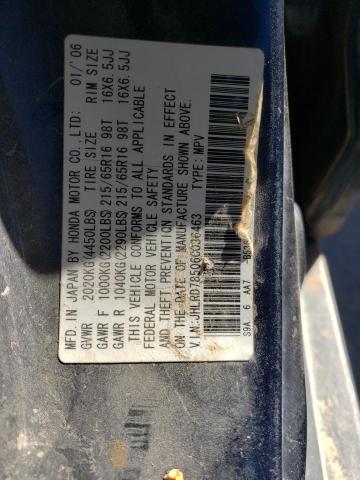 MFD.IN JAPAN BY HONDA MOTOR CO.,LTD: 01/'06
GVWR 2020KG(4450LBS) TIRE SIZE RIM SIZE
GAWR F 1000KG(2200LBS)215/65R16 98T 16X6.5JJ
GAWR R 1040KG(2290LBS)215/65R16 98T 16X6.5JJ
THIS VEHICLE CONFORMS TO ALL APPLICABLE
FEDERAL MOTOR VEHICLE SAFETY
AND THEFT PREVENTION STANDARDS IN EFFECT
ON THE DATE OF MANUFACTURE SHOWN ABOVE.
V.I.N:JHLRD78506C036463 TYPE: MPV
S9A 6 AA7